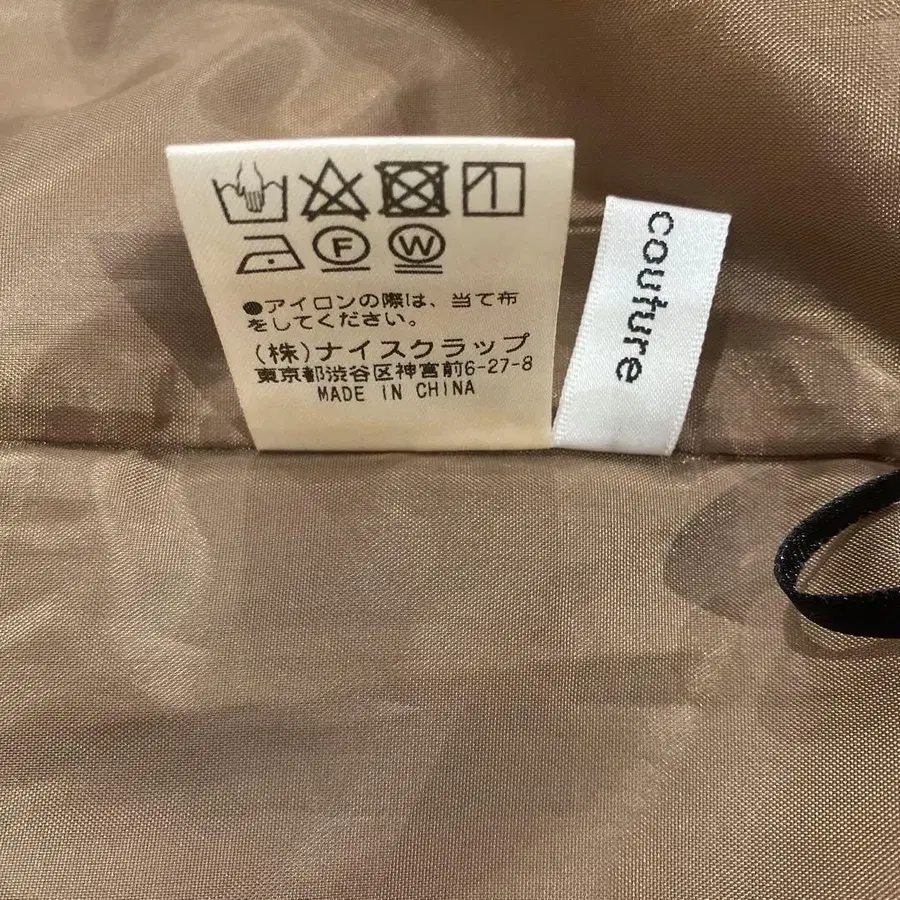 F W
●アイロンの際は、当て布
をしてください。
(株)ナイスクラップ
東京都渋谷区神宮前6-27-8
MADE IN CHINA
couture